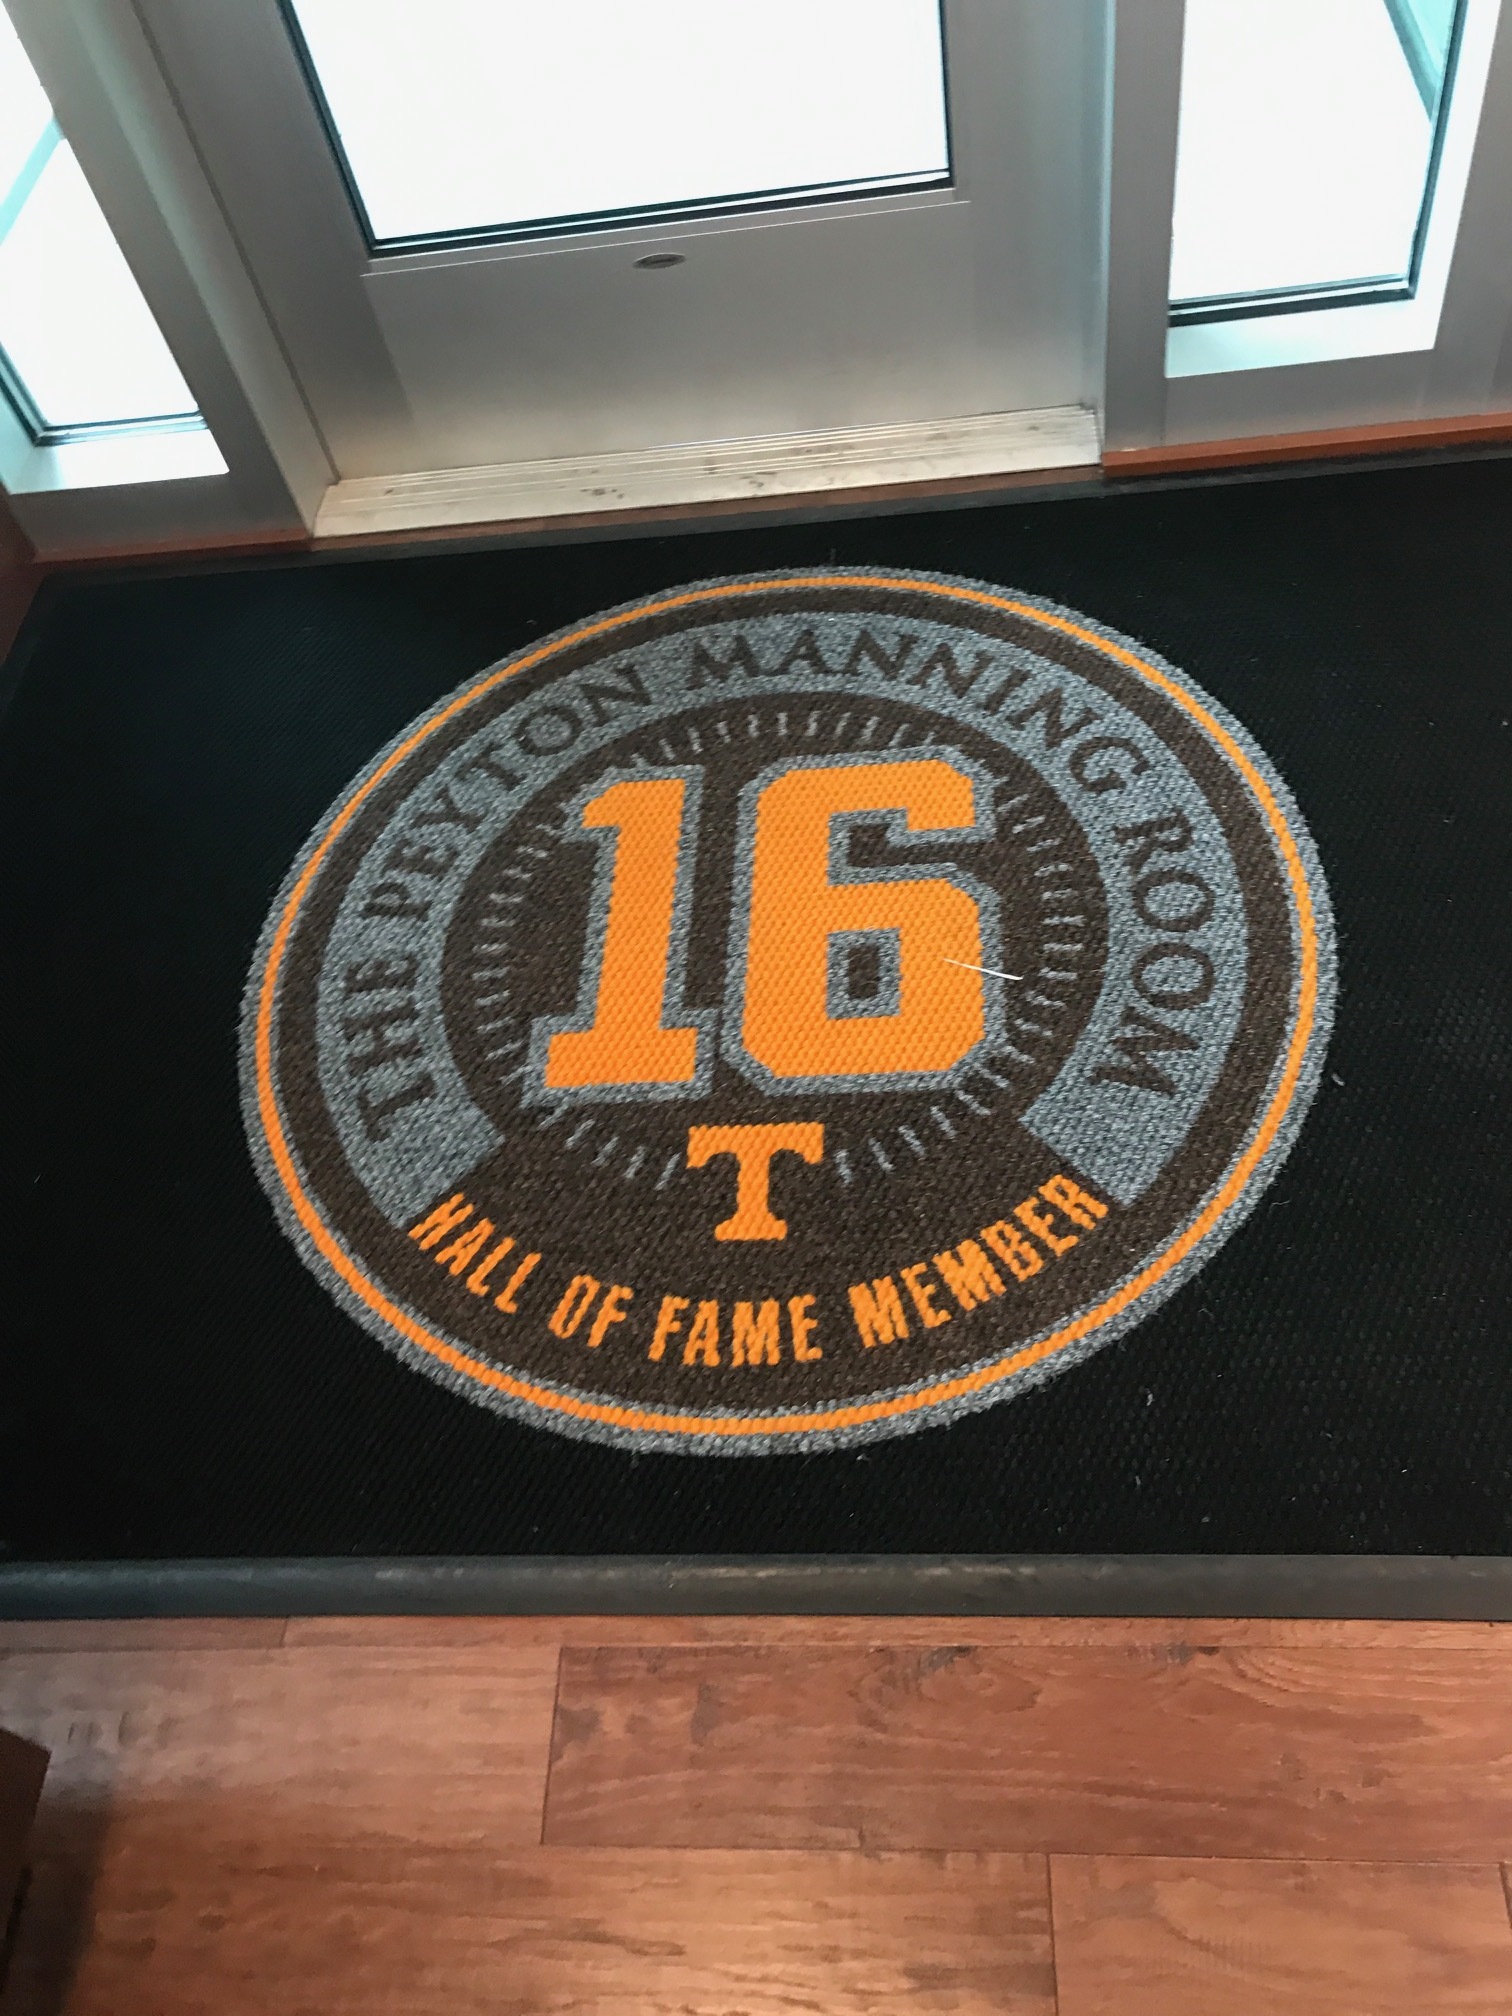 THE PEYTON MANNING ROOM
16
T
HALL OF FAME MEMBER